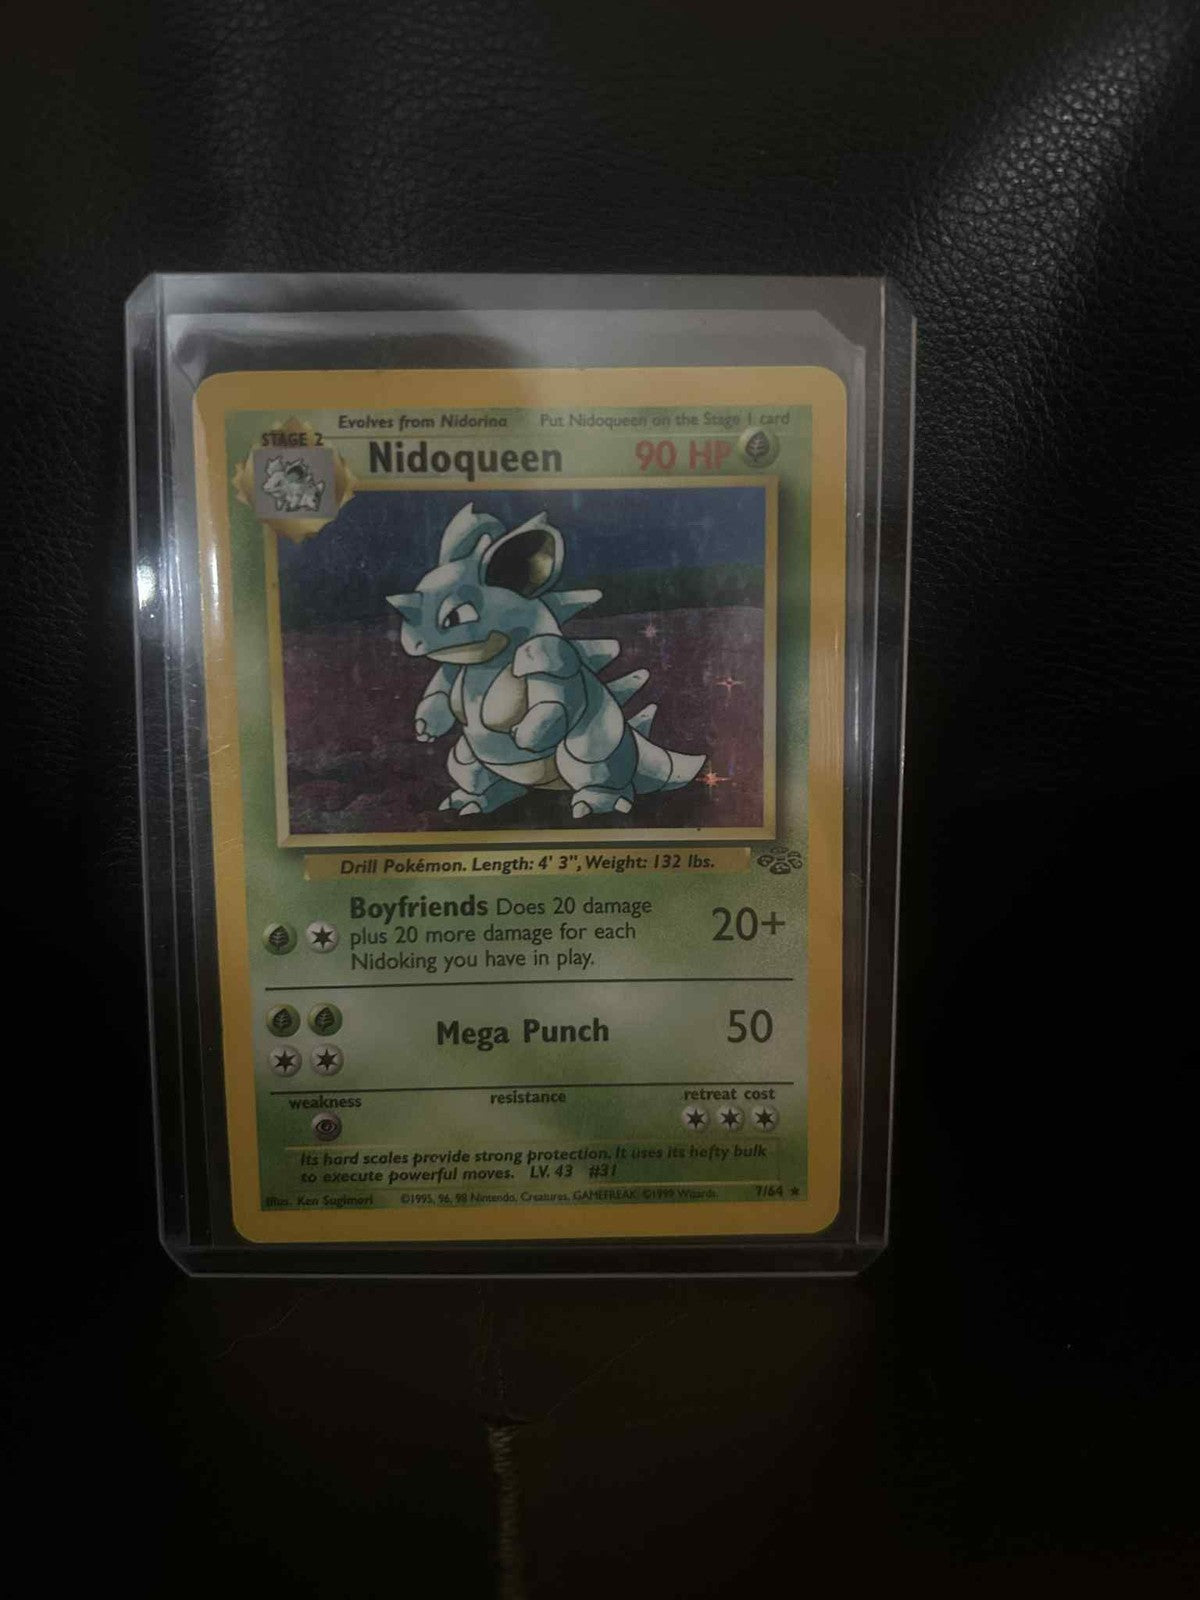 Evolves from Nidorina Put Nidoqueen on the Stage 1 card
STAGE 2
Nidoqueen 90 HP
Drill Pokémon. Length: 4' 3", Weight: 132 lbs.
Boyfriends Does 20 damage
plus 20 more damage for each
Nidoking you have in play.
20+
Mega Punch 50
weakness resistance retreat cost
Its hard scales provide strong protection. It uses its hefty bulk
to execute powerful moves. LV. 43 #31
Illus. Ken Sugimori ©1995, 96, 98 Nintendo, Creatures, GAMEFREAK. ©1999 Wizards. 7/64 ★